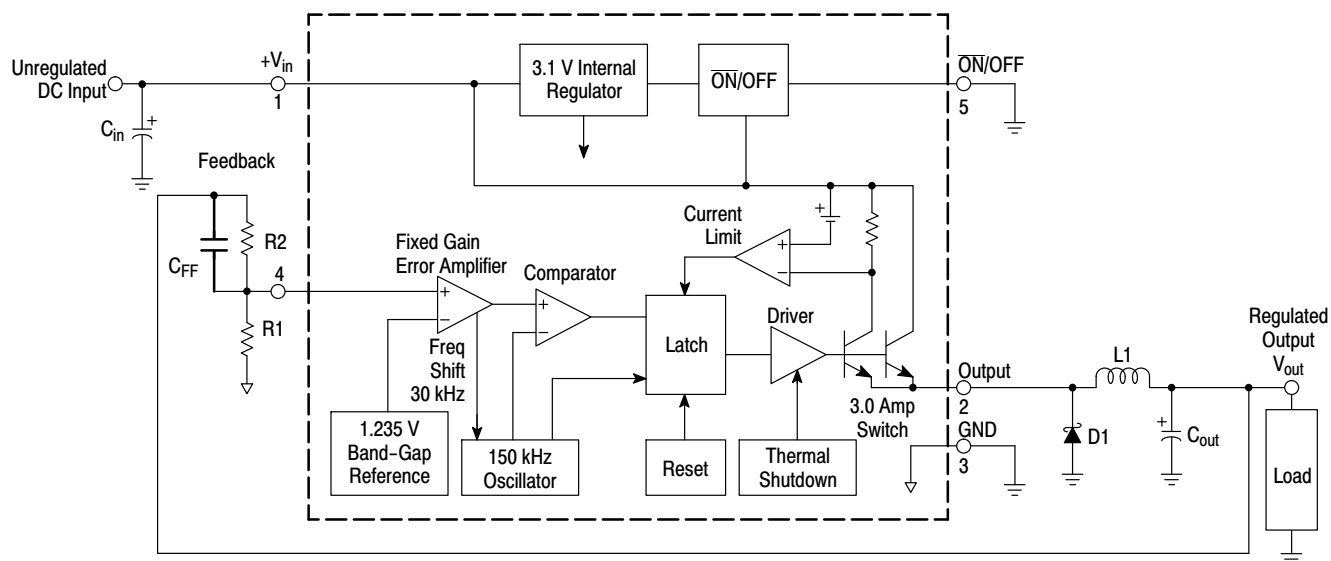 Unregulated
DC Input
+Vin
1
Cin
+
3.1 V Internal
Regulator
O̅N̅/OFF
O̅N̅/OFF
5
Feedback
CFF
R2
4
R1
Fixed Gain
Error Amplifier
+
−
Freq
Shift
30 kHz
Comparator
+
−
Current
Limit
+
−
+
Latch
Driver
3.0 Amp
Switch
1.235 V
Band−Gap
Reference
150 kHz
Oscillator
Reset
Thermal
Shutdown
Output
2
GND
3
D1
L1
+
Cout
Regulated
Output
Vout
Load